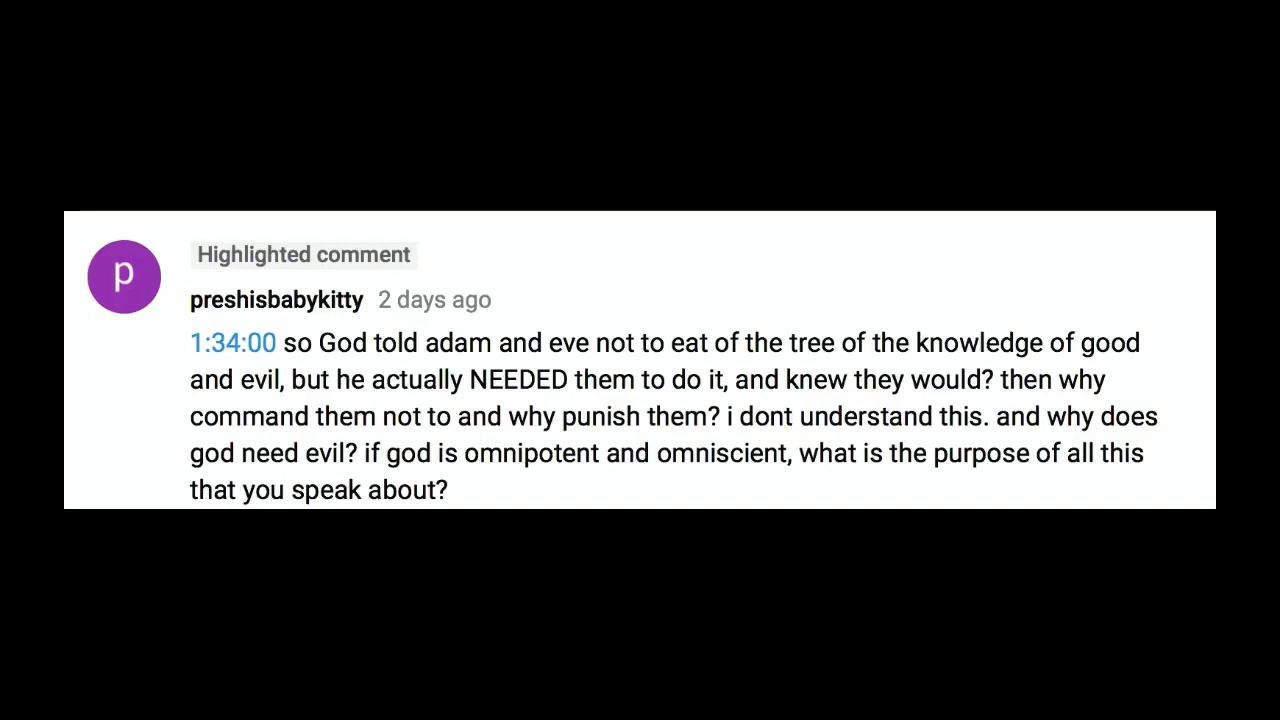 p
Highlighted comment
preshisbabykitty 2 days ago
1:34:00 so God told adam and eve not to eat of the tree of the knowledge of good
and evil, but he actually NEEDED them to do it, and knew they would? then why
command them not to and why punish them? i dont understand this. and why does
god need evil? if god is omnipotent and omniscient, what is the purpose of all this
that you speak about?